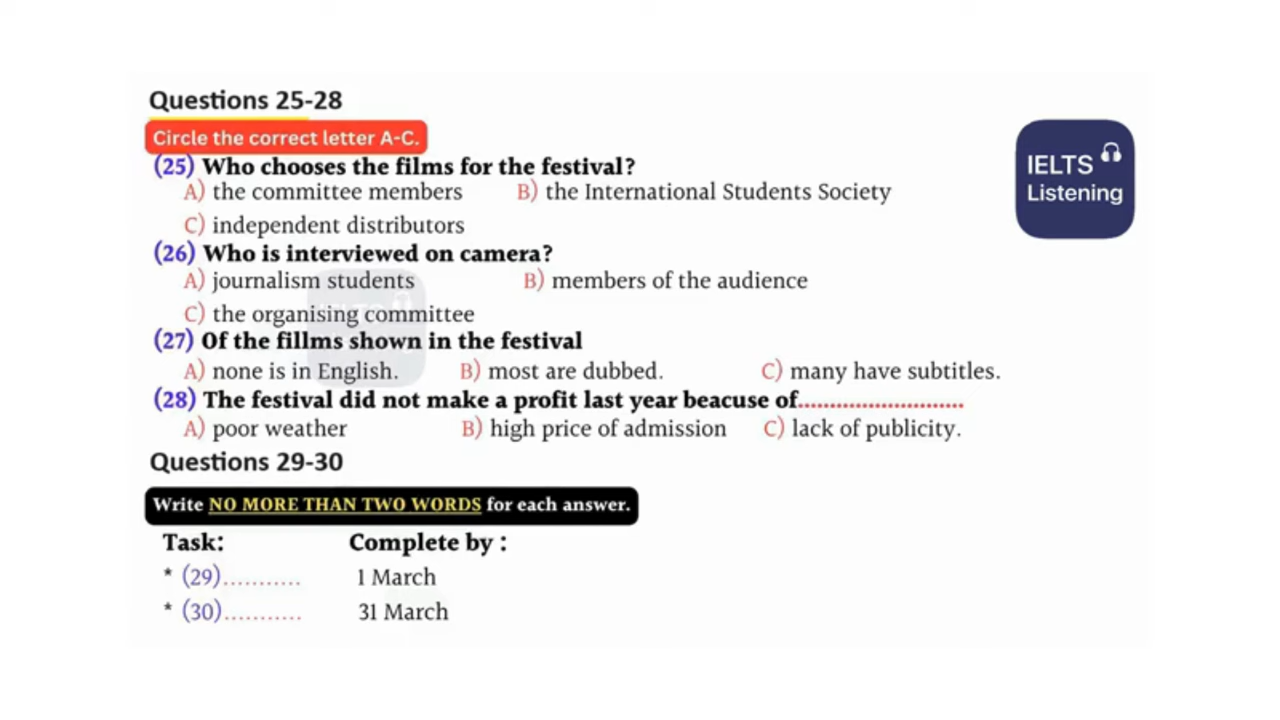 Questions 25-28
Circle the correct letter A-C.
(25) Who chooses the films for the festival?
A) the committee members B) the International Students Society
C) independent distributors
(26) Who is interviewed on camera?
A) journalism students B) members of the audience
C) the organising committee
(27) Of the fillms shown in the festival
A) none is in English. B) most are dubbed. C) many have subtitles.
(28) The festival did not make a profit last year beacuse of..........................
A) poor weather B) high price of admission C) lack of publicity.
Questions 29-30
Write NO MORE THAN TWO WORDS for each answer.
Task: Complete by :
* (29)........... 1 March
* (30)........... 31 March
IELTS
Listening